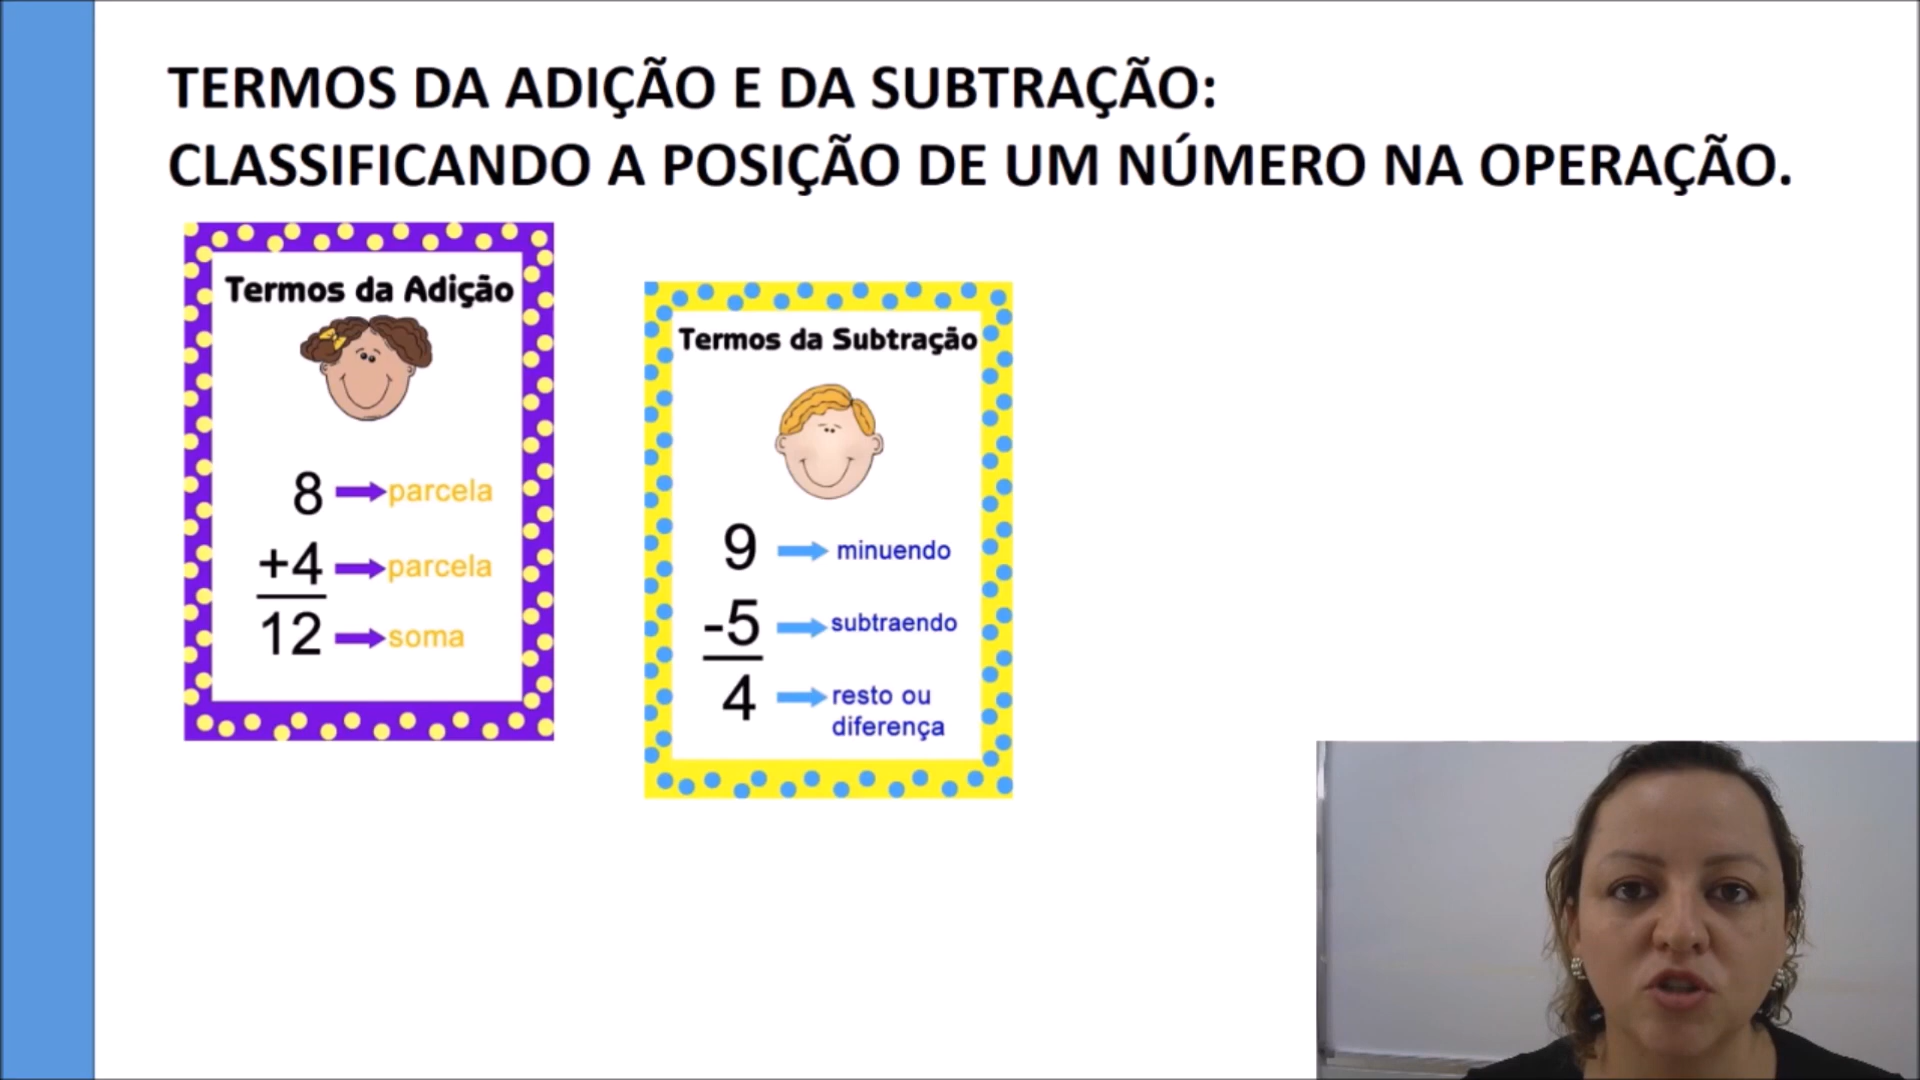 TERMOS DA ADIÇÃO E DA SUBTRAÇÃO:
CLASSIFICANDO A POSIÇÃO DE UM NÚMERO NA OPERAÇÃO.
Termos da Adição
8 parcela
+4 parcela
12 soma
Termos da Subtração
9 minuendo
-5 subtraendo
4 resto ou
diferença